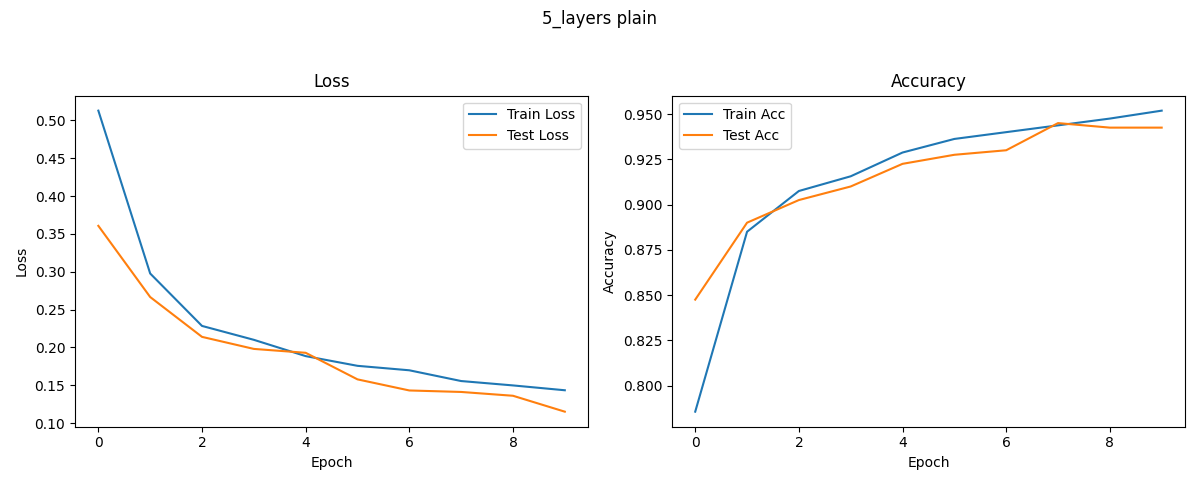 5_layers plain
Loss
Train Loss
Test Loss
0.50
0.45
0.40
0.35
0.30
0.25
0.20
0.15
0.10
Loss
0 2 4 6 8
Epoch
Accuracy
Train Acc
Test Acc
0.950
0.925
0.900
0.875
0.850
0.825
0.800
Accuracy
0 2 4 6 8
Epoch